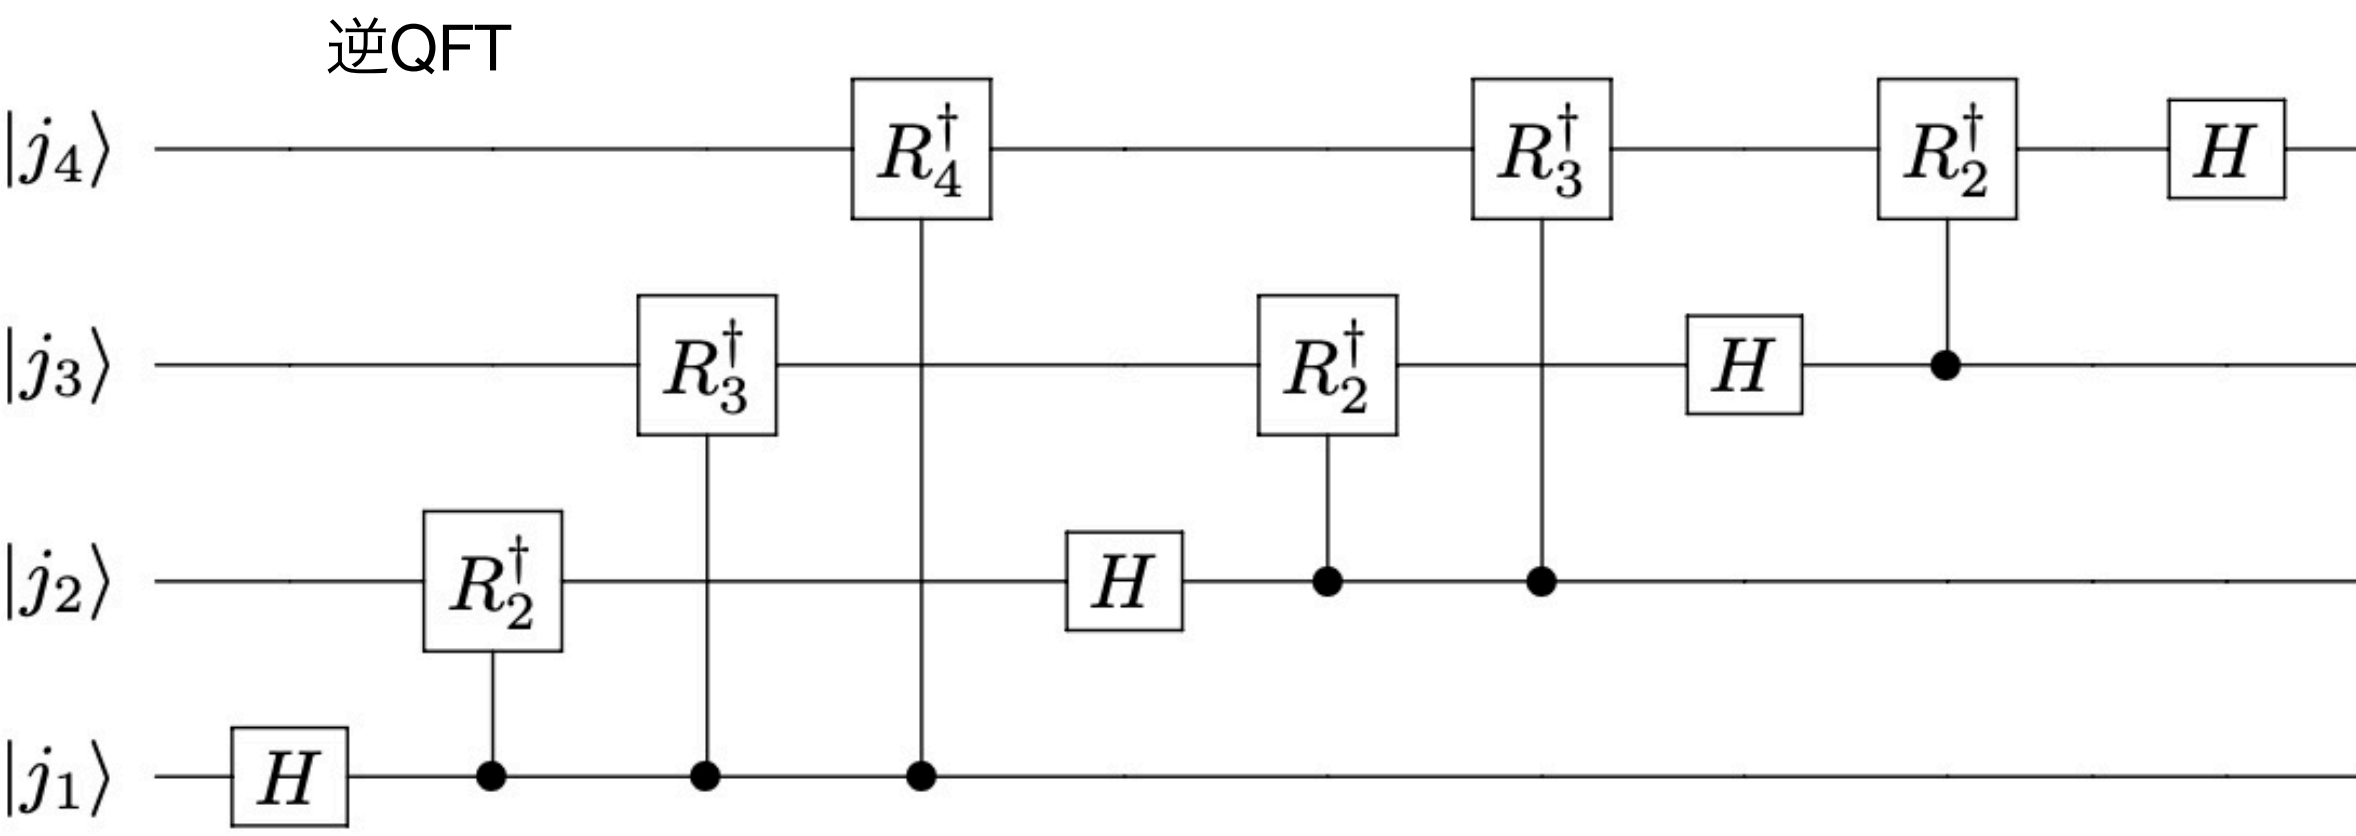 逆QFT
|j₄⟩ R₄† R₃† R₂† H
|j₃⟩ R₃† R₂† H
|j₂⟩ R₂† H
|j₁⟩ H